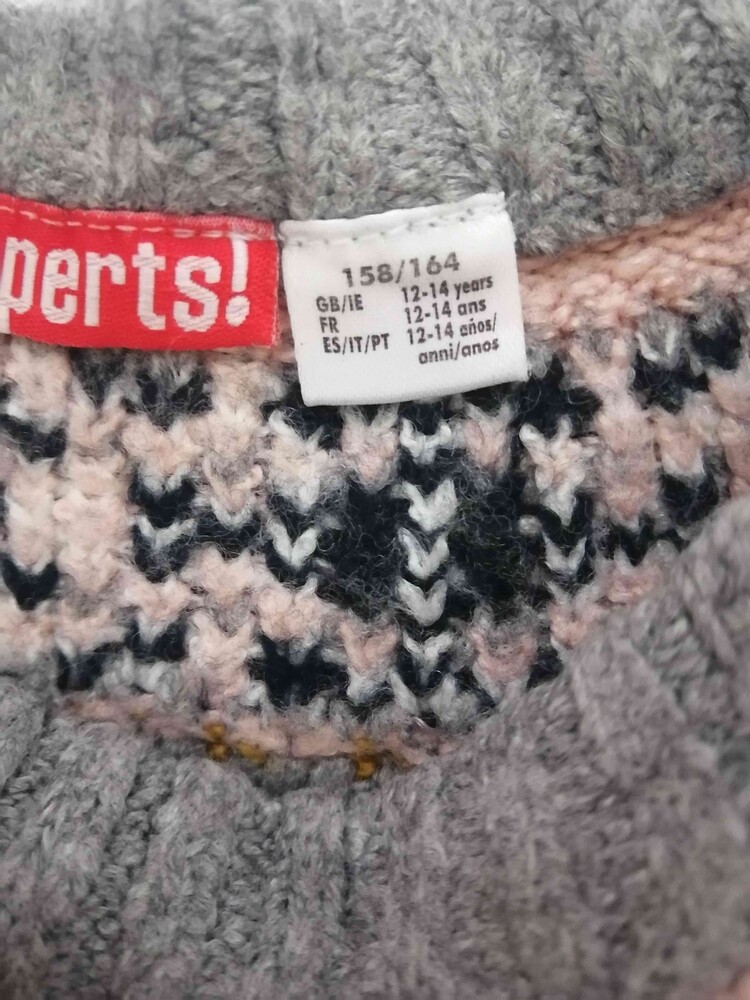 perts!
158/164
GB/IE 12-14 years
FR 12-14 ans
ES/IT/PT 12-14 años/
anni/anos